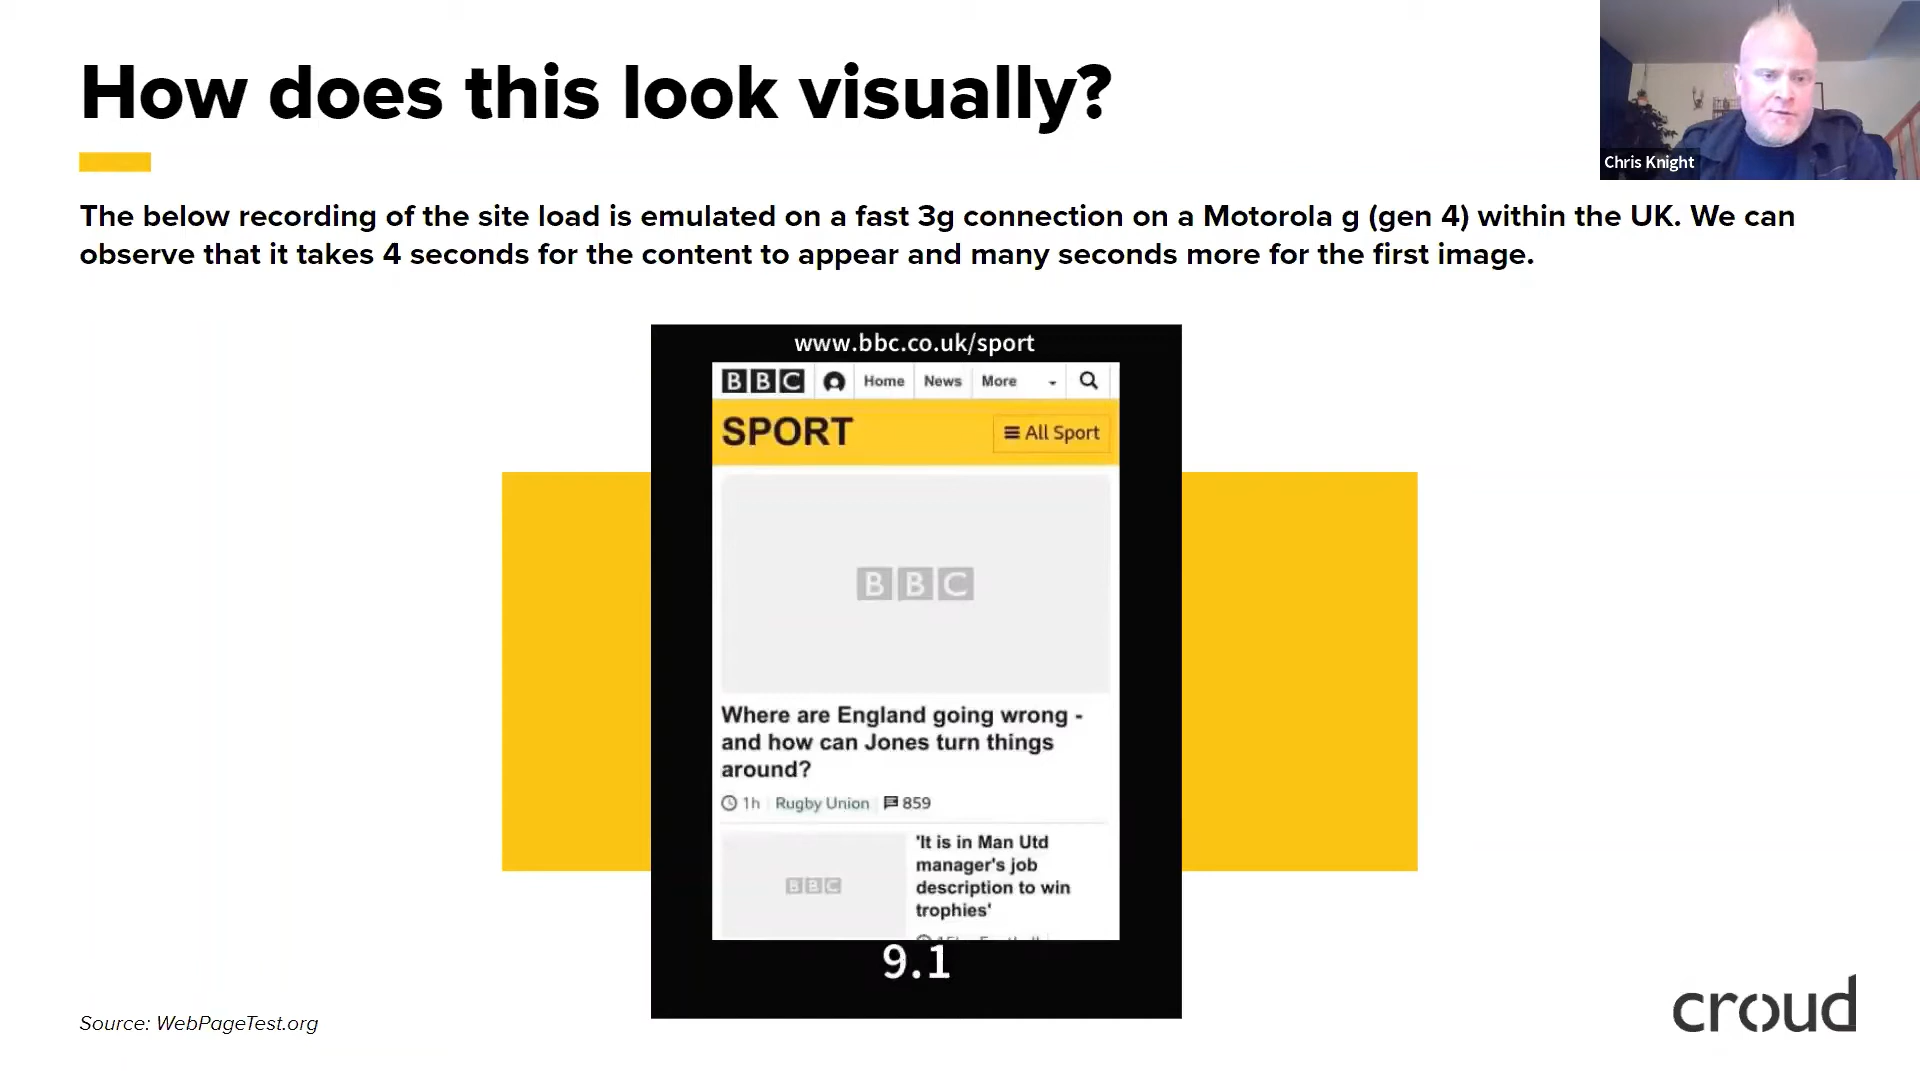 How does this look visually?
Chris Knight
The below recording of the site load is emulated on a fast 3g connection on a Motorola g (gen 4) within the UK. We can
observe that it takes 4 seconds for the content to appear and many seconds more for the first image.
www.bbc.co.uk/sport
BBC Home News More
SPORT All Sport
BBC
Where are England going wrong -
and how can Jones turn things
around?
1h Rugby Union 859
BBC
'It is in Man Utd
manager's job
description to win
trophies'
9.1
Source: WebPageTest.org
croud